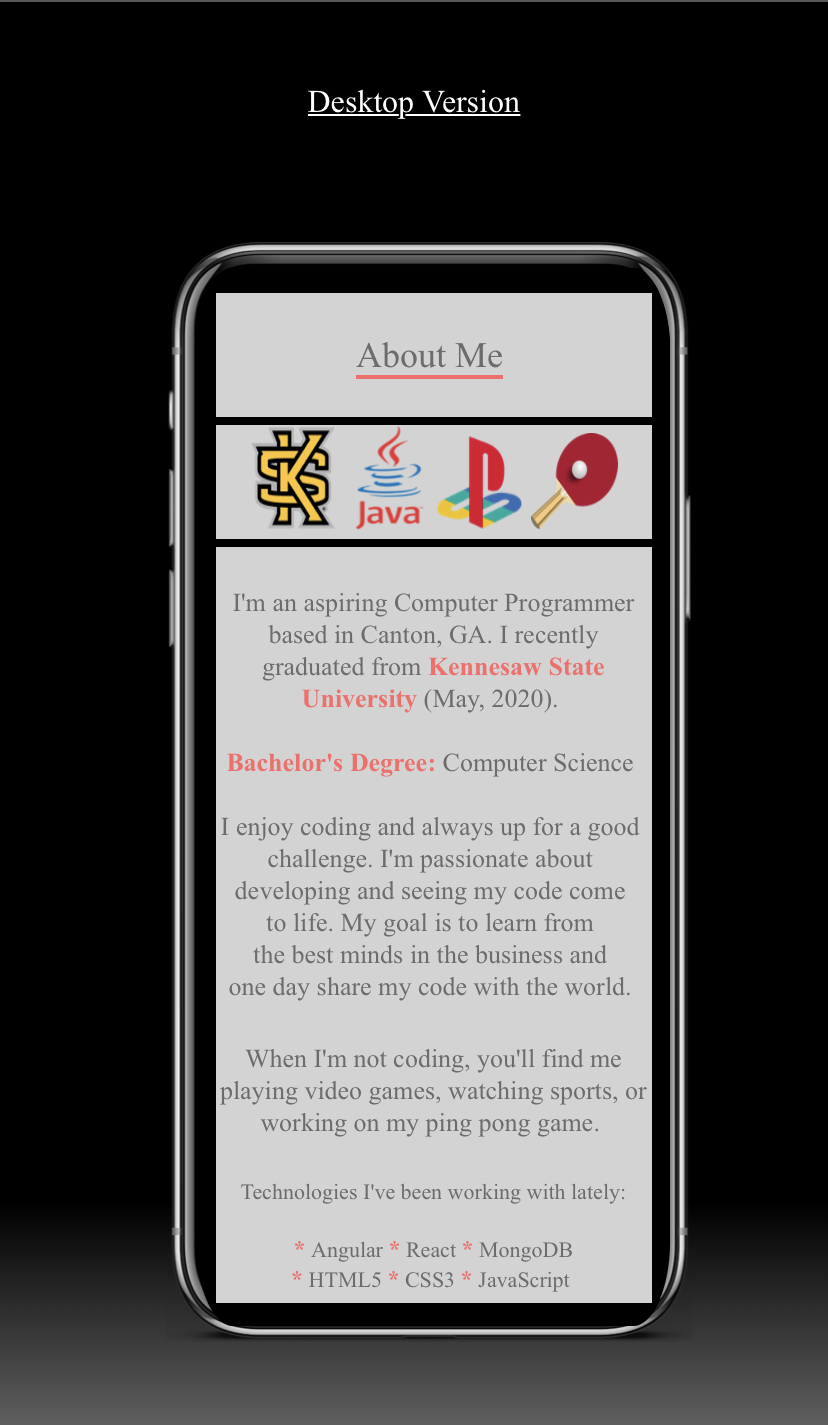 Desktop Version
About Me
KS
Java
I'm an aspiring Computer Programmer
based in Canton, GA. I recently
graduated from Kennesaw State
University (May, 2020).
Bachelor's Degree: Computer Science
I enjoy coding and always up for a good
challenge. I'm passionate about
developing and seeing my code come
to life. My goal is to learn from
the best minds in the business and
one day share my code with the world.
When I'm not coding, you'll find me
playing video games, watching sports, or
working on my ping pong game.
Technologies I've been working with lately:
* Angular * React * MongoDB
* HTML5 * CSS3 * JavaScript